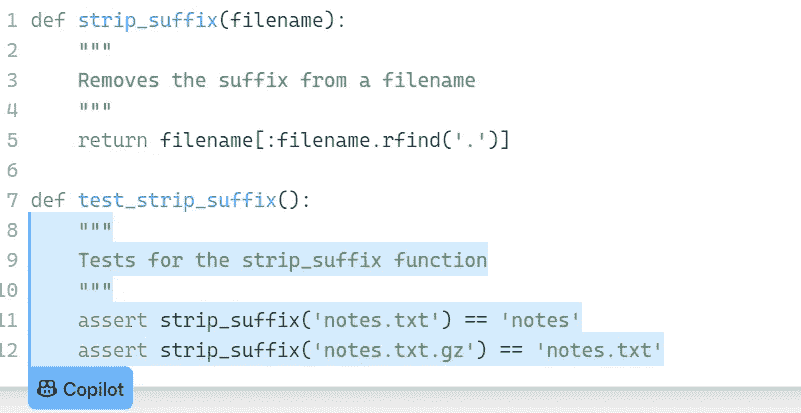 1 def strip_suffix(filename):
2     """
3     Removes the suffix from a filename
4     """
5     return filename[:filename.rfind('.')]
6
7 def test_strip_suffix():
8     """
9     Tests for the strip_suffix function
10     """
11     assert strip_suffix('notes.txt') == 'notes'
12     assert strip_suffix('notes.txt.gz') == 'notes.txt'
Copilot